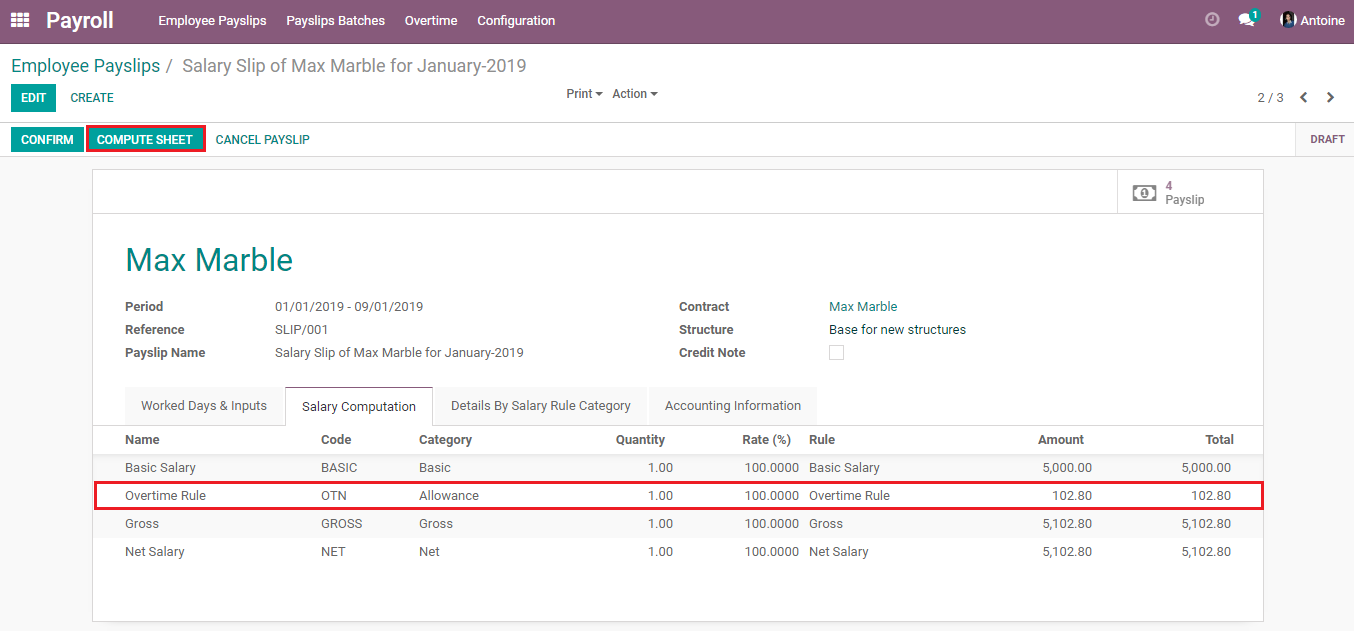 Payroll Employee Payslips Payslips Batches Overtime Configuration 1 Antoine
Employee Payslips / Salary Slip of Max Marble for January-2019
EDIT CREATE Print Action 2 / 3
CONFIRM COMPUTE SHEET CANCEL PAYSLIP DRAFT
4
Payslip
Max Marble
Period 01/01/2019 - 09/01/2019 Contract Max Marble
Reference SLIP/001 Structure Base for new structures
Payslip Name Salary Slip of Max Marble for January-2019 Credit Note
Worked Days & Inputs Salary Computation Details By Salary Rule Category Accounting Information
Name Code Category Quantity Rate (%) Rule Amount Total
Basic Salary BASIC Basic 1.00 100.0000 Basic Salary 5,000.00 5,000.00
Overtime Rule OTN Allowance 1.00 100.0000 Overtime Rule 102.80 102.80
Gross GROSS Gross 1.00 100.0000 Gross 5,102.80 5,102.80
Net Salary NET Net 1.00 100.0000 Net Salary 5,102.80 5,102.80